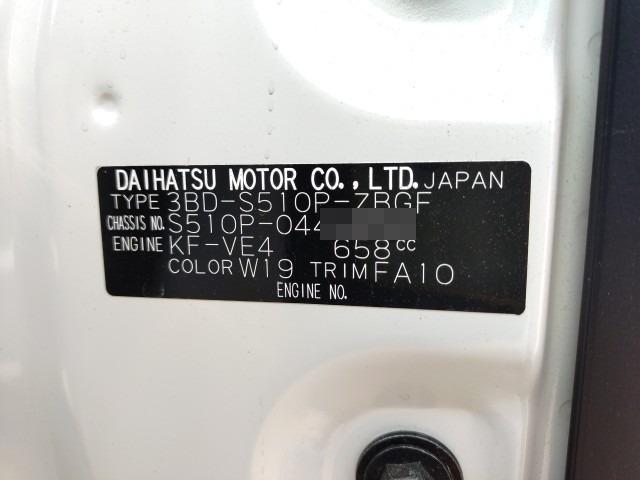 DAIHATSU MOTOR CO.,LTD. JAPAN
TYPE 3BD-S510P-ZBGF
CHASSIS NO. S510P-044
ENGINE KF-VE4 658cc
COLOR W19 TRIM FA10
ENGINE NO.